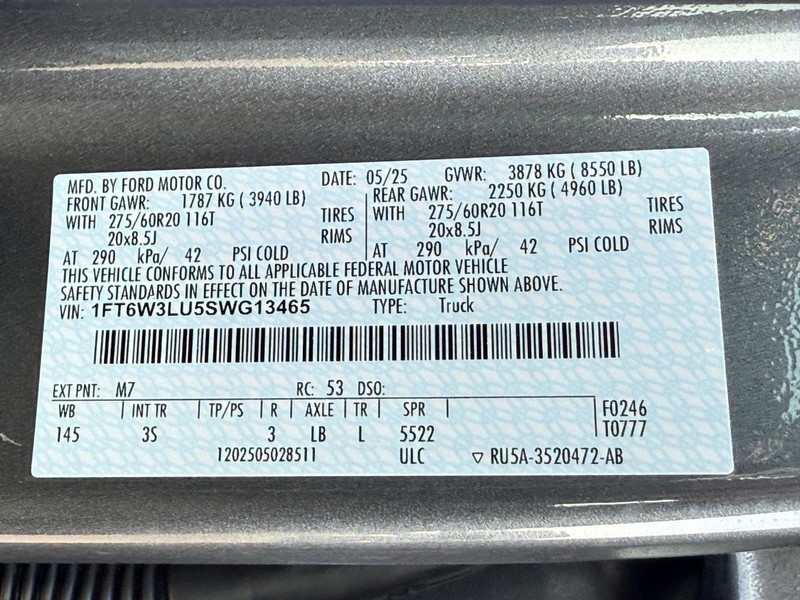 MFD. BY FORD MOTOR CO. DATE: 05/25 GVWR: 3878 KG ( 8550 LB)
FRONT GAWR: 1787 KG ( 3940 LB) REAR GAWR: 2250 KG ( 4960 LB)
WITH 275/60R20 116T TIRES WITH 275/60R20 116T TIRES
20x8.5J RIMS 20x8.5J RIMS
AT 290 kPa/ 42 PSI COLD AT 290 kPa/ 42 PSI COLD
THIS VEHICLE CONFORMS TO ALL APPLICABLE FEDERAL MOTOR VEHICLE
SAFETY STANDARDS IN EFFECT ON THE DATE OF MANUFACTURE SHOWN ABOVE.
VIN: 1FT6W3LU5SWG13465 TYPE: Truck
EXT PNT: M7 RC: 53 DSO:
WB INT TR TP/PS R AXLE TR SPR F0246
145 3S 3 LB L 5522 T0777
1202505028511 ULC ▽ RU5A-3520472-AB